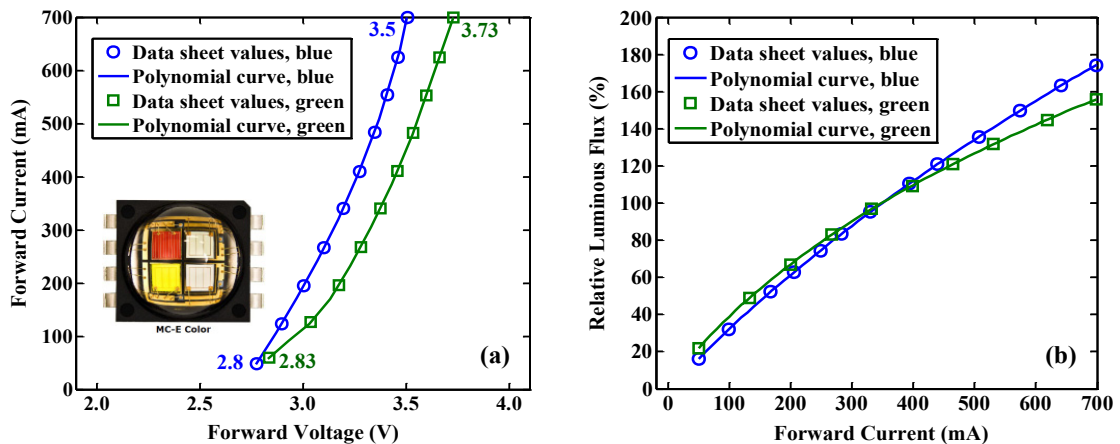 700
600
500
400
300
200
100
0
Forward Current (mA)
3.5
3.73
Data sheet values, blue
Polynomial curve, blue
Data sheet values, green
Polynomial curve, green
MC-E Color
2.8
2.83
(a)
2.0 2.5 3.0 3.5 4.0
Forward Voltage (V)
200
180
160
140
120
100
80
60
40
20
0
Relative Luminous Flux (%)
Data sheet values, blue
Polynomial curve, blue
Data sheet values, green
Polynomial curve, green
(b)
0 100 200 300 400 500 600 700
Forward Current (mA)